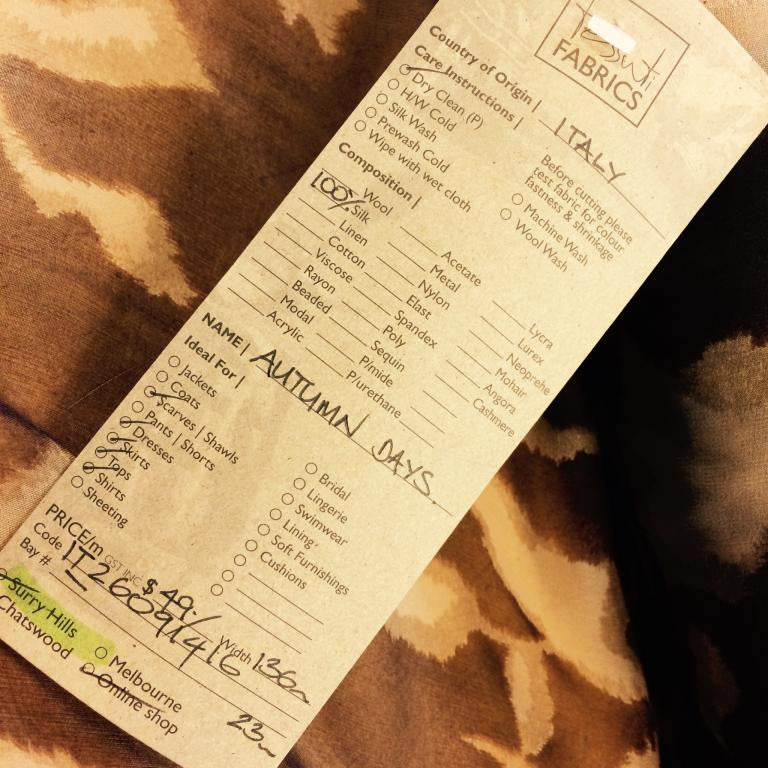 Tessuti
FABRICS
Country of Origin | ITALY
Care Instructions |
Dry Clean (P)
H/W Cold
Silk Wash
Prewash Cold
Wipe with wet cloth
Before cutting please
test fabric for colour
fastness & shrinkage
Machine Wash
Wool Wash
Composition |
Wool
100% Silk
Linen
Cotton
Viscose
Rayon
Beaded
Modal
Acrylic
Acetate
Metal
Nylon
Elast
Spandex
Poly
Sequin
P/mide
P/urethane
Lycra
Lurex
Neoprene
Mohair
Angora
Cashmere
NAME | AUTUMN DAYS
Ideal For |
Jackets
Coats
Scarves | Shawls
Pants | Shorts
Dresses
Skirts
Tops
Shirts
Sheeting
Bridal
Lingerie
Swimwear
Lining
Soft Furnishings
Cushions
PRICE/m GST INC. $49.-
Code IT26091416 Width 136
Bay #
Surry Hills
Chatswood
Melbourne
Online shop
23m